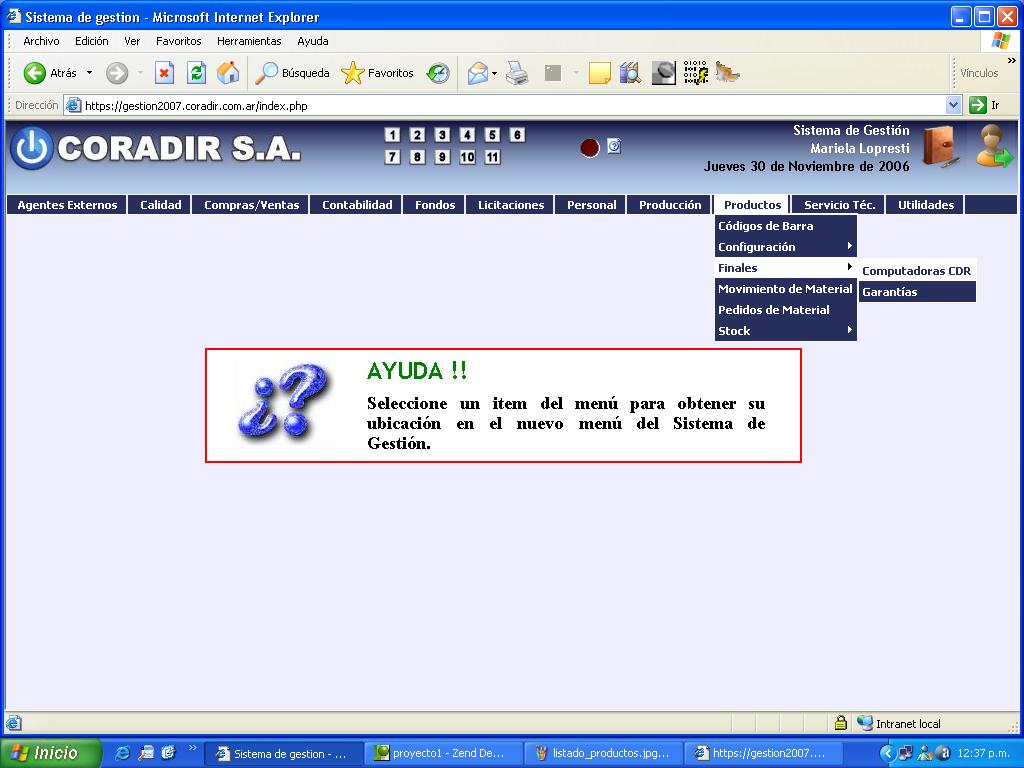 Sistema de gestion - Microsoft Internet Explorer
Archivo Edición Ver Favoritos Herramientas Ayuda
Atrás Búsqueda Favoritos Vínculos »
Dirección https://gestion2007.coradir.com.ar/index.php Ir
CORADIR S.A.
1 2 3 4 5 6
7 8 9 10 11
Sistema de Gestión
Mariela Lopresti
Jueves 30 de Noviembre de 2006
Agentes Externos Calidad Compras/Ventas Contabilidad Fondos Licitaciones Personal Producción Productos Servicio Téc. Utilidades
Códigos de Barra
Configuración
Finales
Movimiento de Material
Pedidos de Material
Stock
Computadoras CDR
Garantías
¿?
AYUDA !!
Seleccione un item del menú para obtener su
ubicación en el nuevo menú del Sistema de
Gestión.
Intranet local
Inicio » Sistema de gestion - ... proyecto1 - Zend De... listado_productos.jpg... https://gestion2007.... 12:37 p.m.